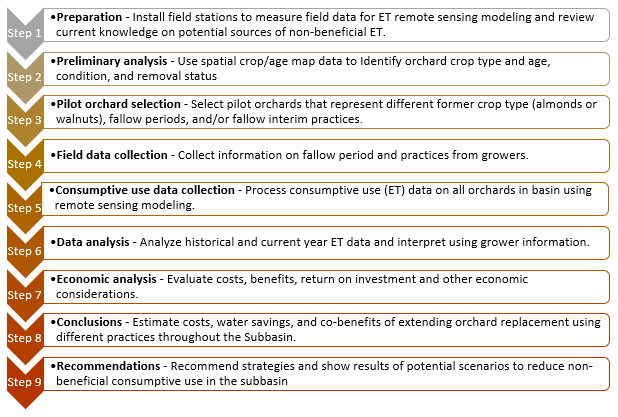 Step 1
•Preparation - Install field stations to measure field data for ET remote sensing modeling and review
current knowledge on potential sources of non-beneficial ET.
Step 2
•Preliminary analysis - Use spatial crop/age map data to Identify orchard crop type and age,
condition, and removal status
Step 3
•Pilot orchard selection - Select pilot orchards that represent different former crop type (almonds or
walnuts), fallow periods, and/or fallow interim practices.
Step 4
•Field data collection - Collect information on fallow period and practices from growers.
Step 5
•Consumptive use data collection - Process consumptive use (ET) data on all orchards in basin using
remote sensing modeling.
Step 6
•Data analysis - Analyze historical and current year ET data and interpret using grower information.
Step 7
•Economic analysis - Evaluate costs, benefits, return on investment and other economic
considerations.
Step 8
•Conclusions - Estimate costs, water savings, and co-benefits of extending orchard replacement using
different practices throughout the Subbasin.
Step 9
•Recommendations - Recommend strategies and show results of potential scenarios to reduce non-
beneficial consumptive use in the subbasin